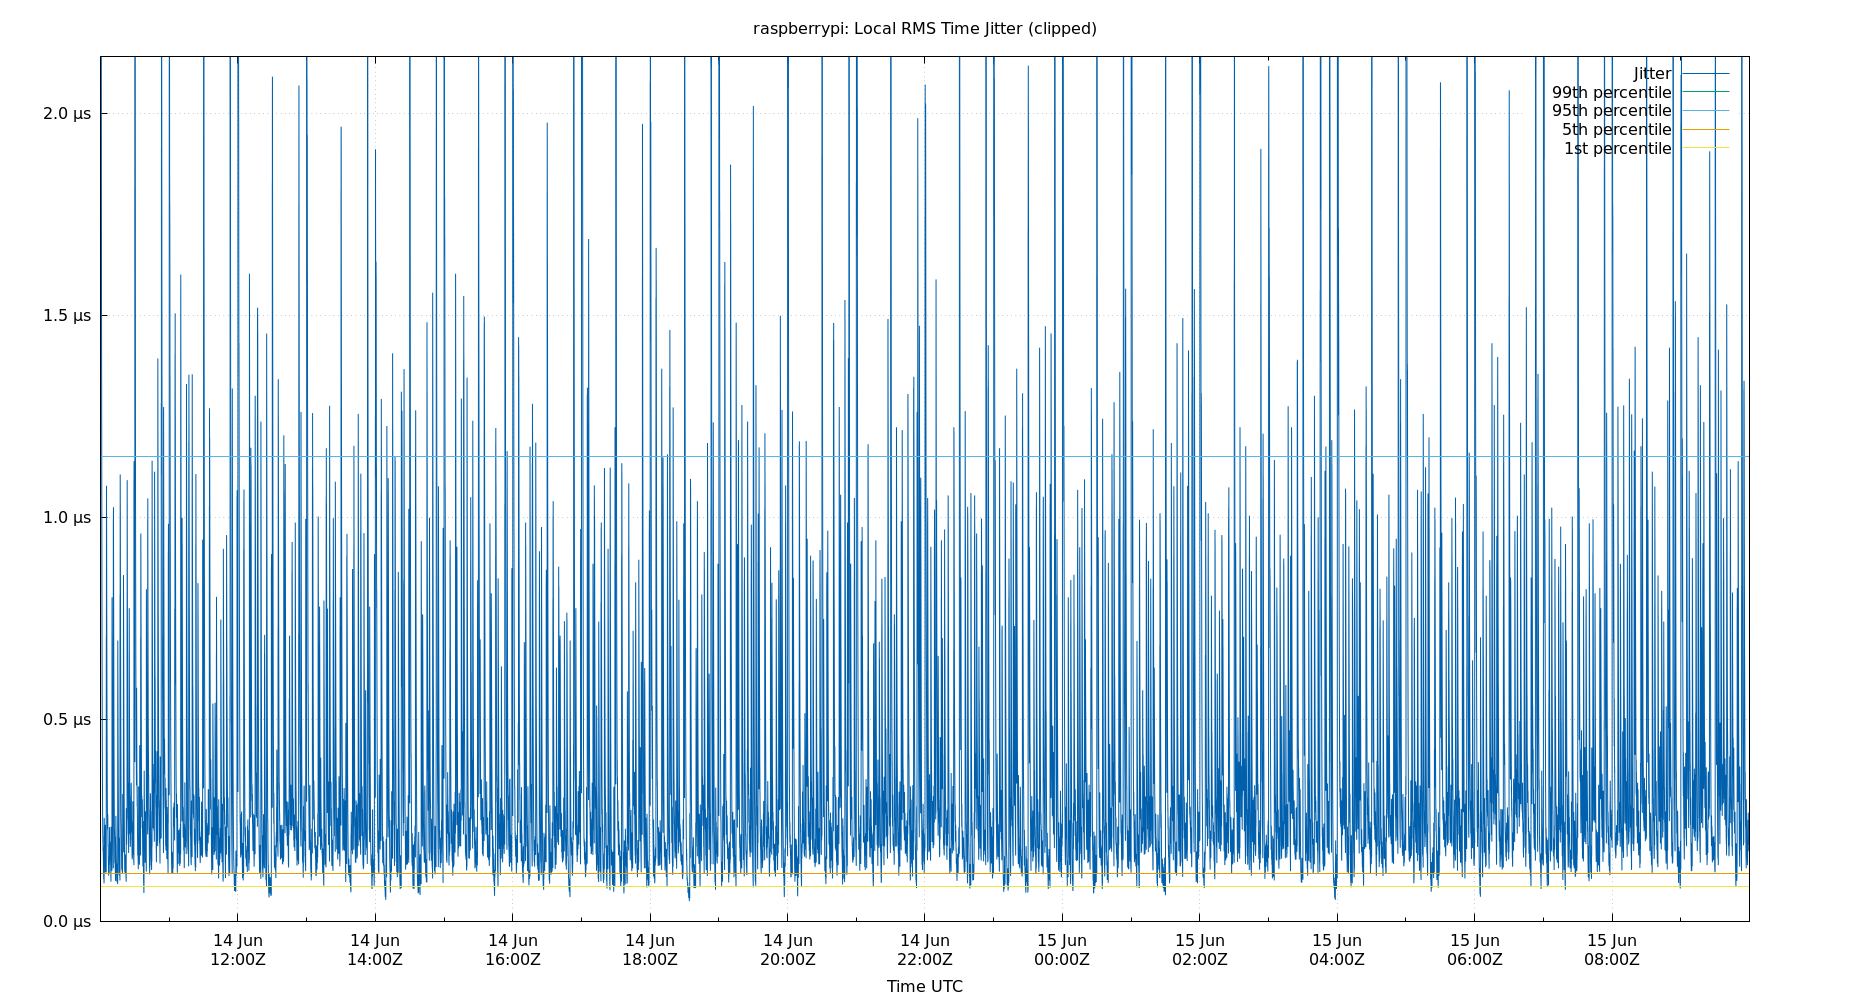 raspberrypi: Local RMS Time Jitter (clipped)
Jitter
99th percentile
95th percentile
5th percentile
1st percentile
2.0 µs
1.5 µs
1.0 µs
0.5 µs
0.0 µs
14 Jun 14 Jun 14 Jun 14 Jun 14 Jun 14 Jun 15 Jun 15 Jun 15 Jun 15 Jun 15 Jun
12:00Z 14:00Z 16:00Z 18:00Z 20:00Z 22:00Z 00:00Z 02:00Z 04:00Z 06:00Z 08:00Z
Time UTC